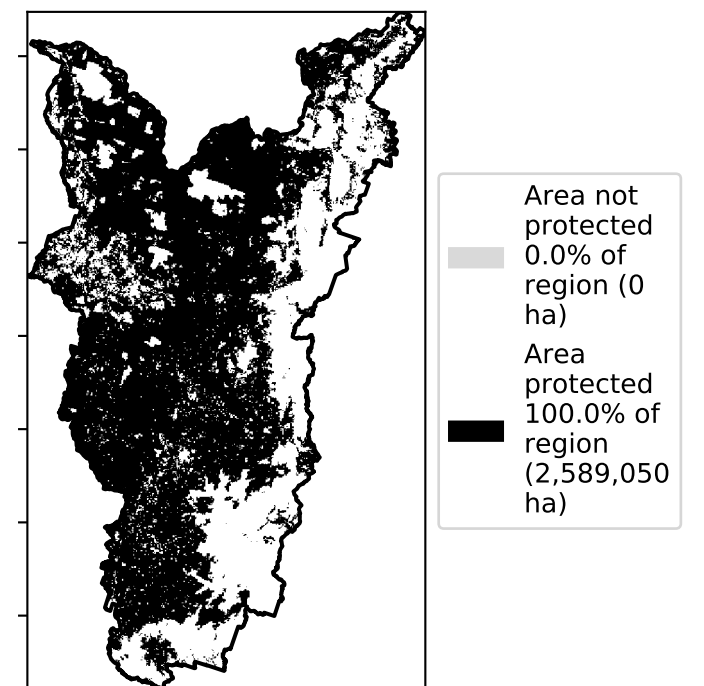 Area not
protected
0.0% of
region (0
ha)
Area
protected
100.0% of
region
(2,589,050
ha)